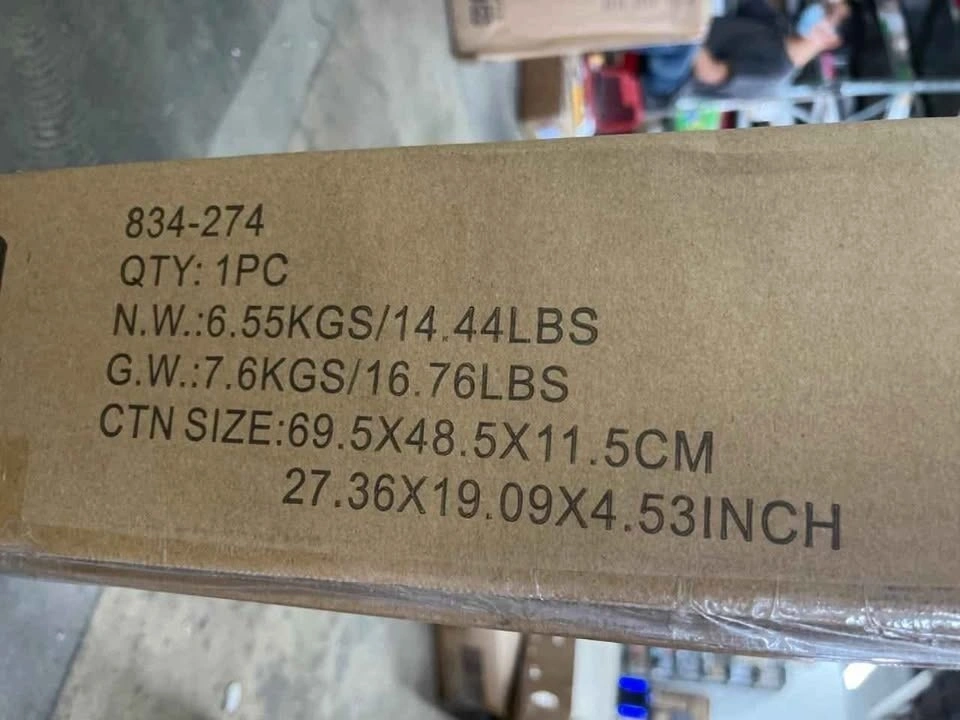 834-274
QTY: 1PC
N.W.:6.55KGS/14.44LBS
G.W.:7.6KGS/16.76LBS
CTN SIZE:69.5X48.5X11.5CM
27.36X19.09X4.53INCH